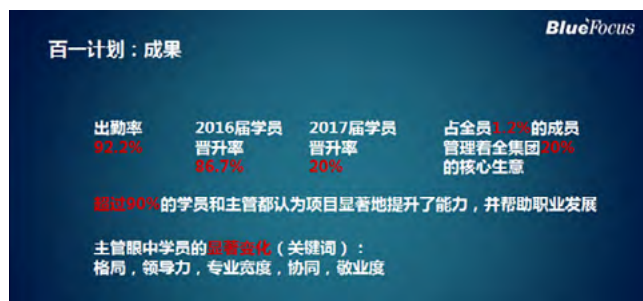 BlueFocus
百一计划：成果
出勤率
92.2%
2016届学员
晋升率
86.7%
2017届学员
晋升率
20%
占全员1.2%的成员
管理着全集团20%
的核心生意
超过90%的学员和主管都认为项目显著地提升了能力，并帮助职业发展
主管眼中学员的显著变化（关键词）：
格局，领导力，专业宽度，协同，敬业度